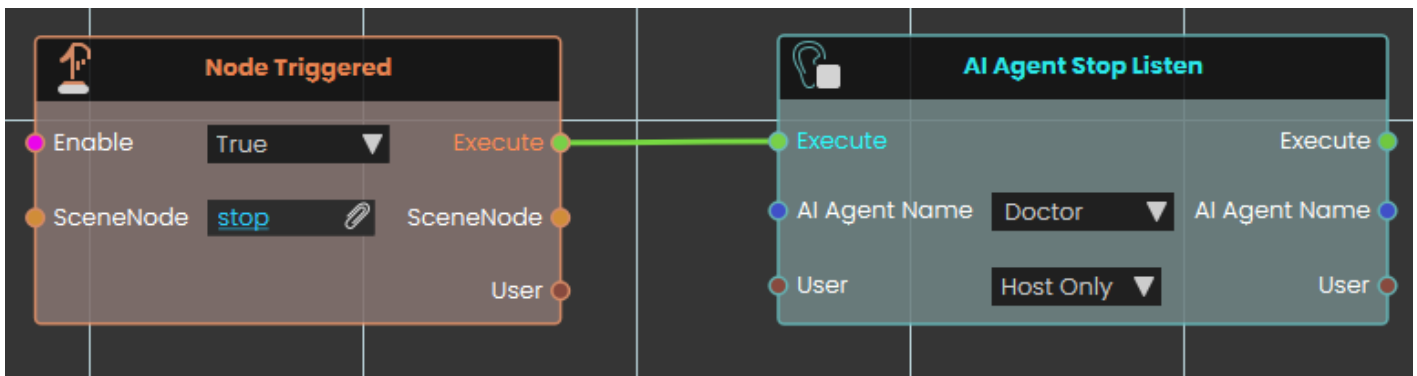 Node Triggered
Enable True Execute
SceneNode stop SceneNode
User
AI Agent Stop Listen
Execute Execute
AI Agent Name Doctor AI Agent Name
User Host Only User